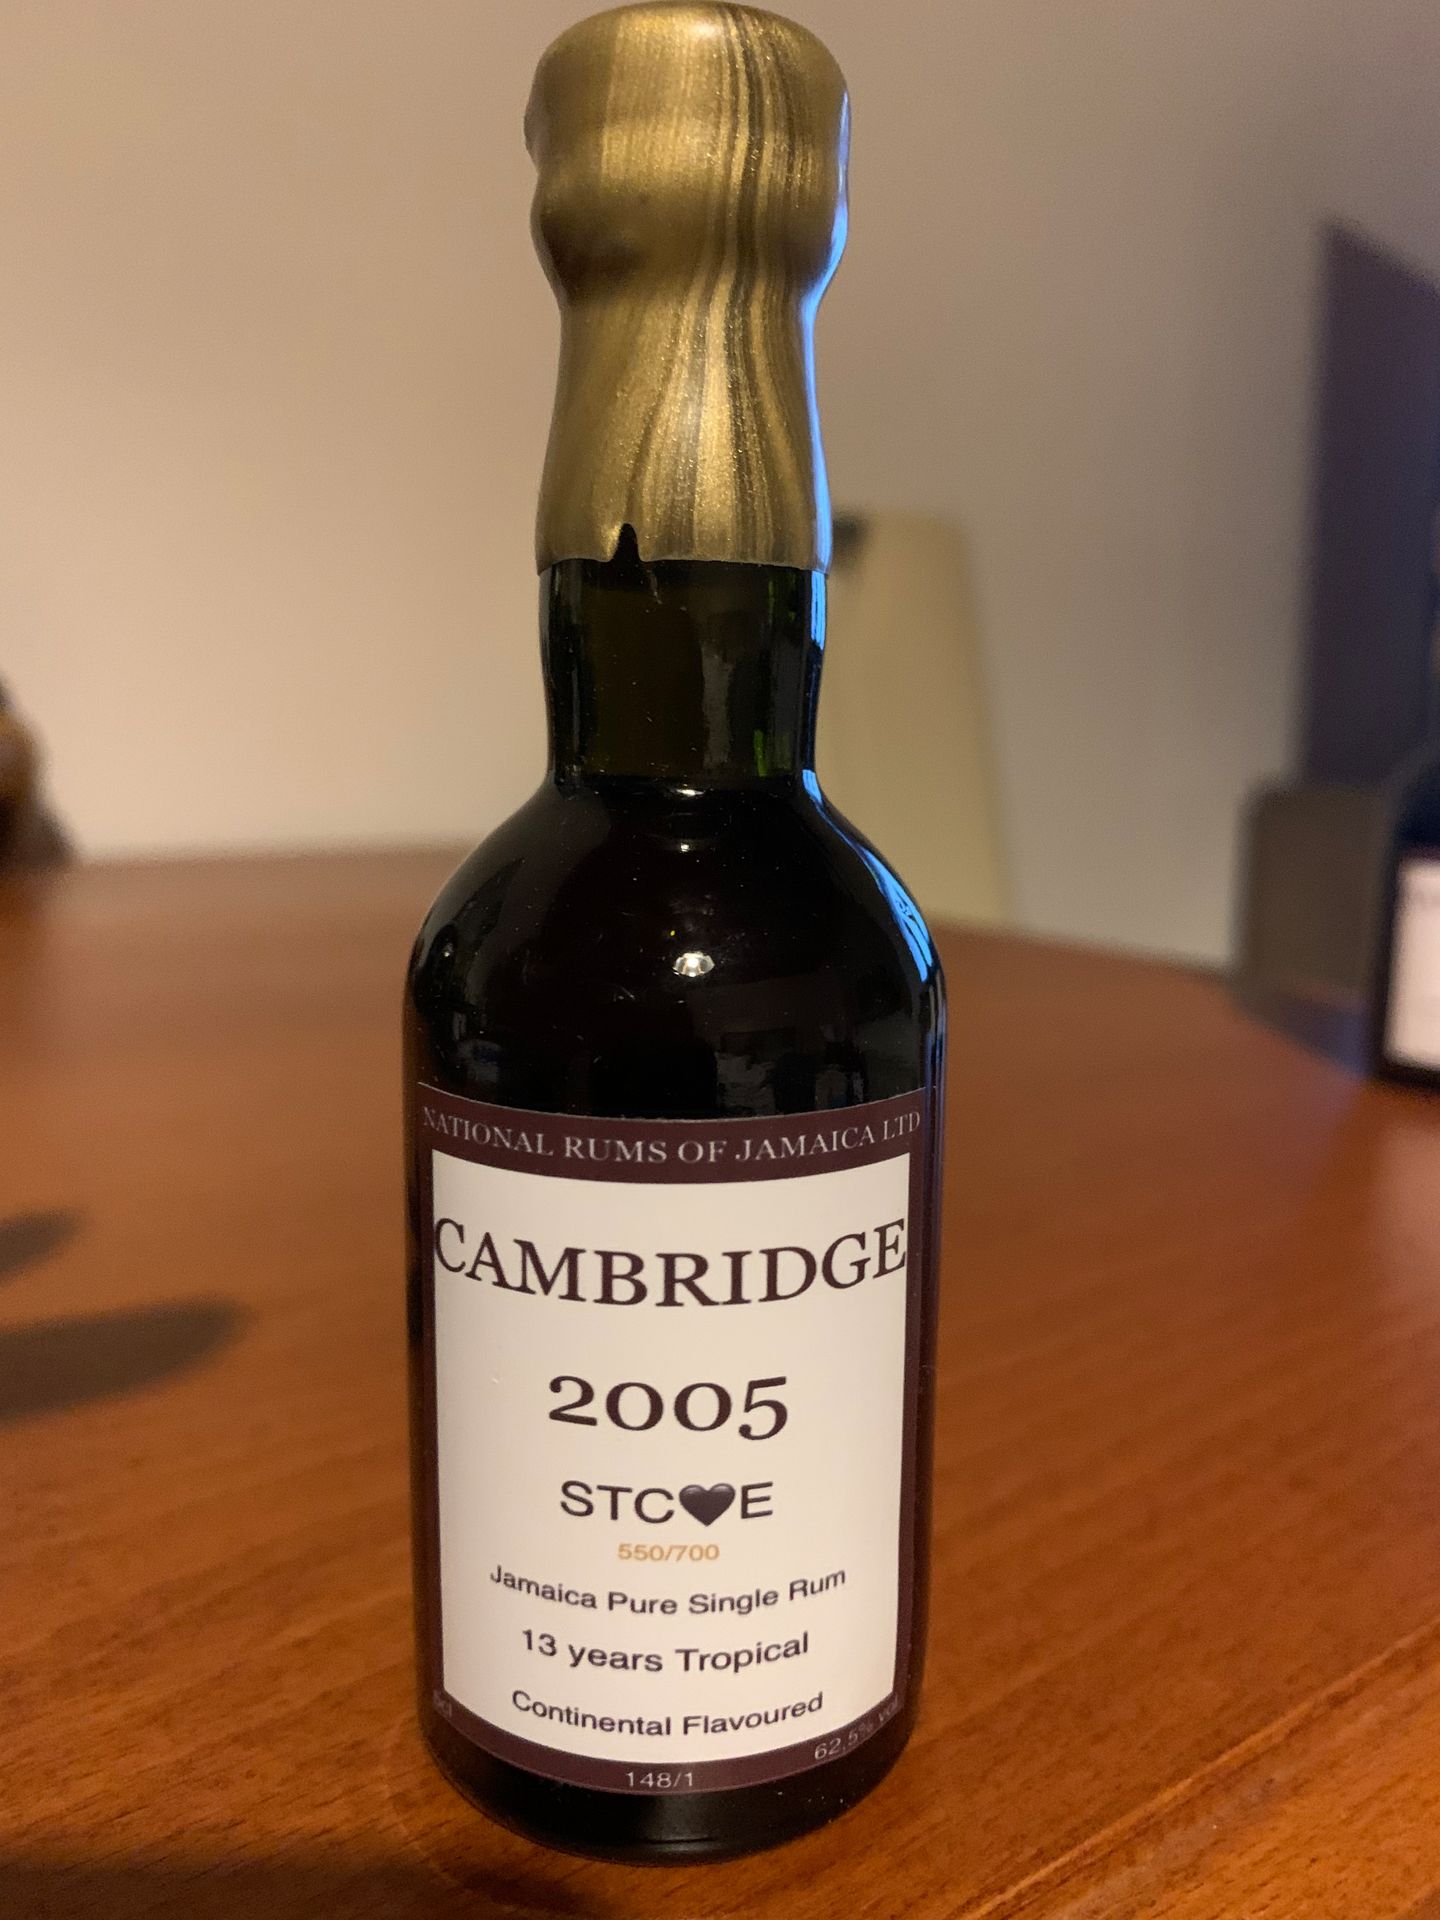 NATIONAL RUMS OF JAMAICA LTD
CAMBRIDGE
2005
STC🖤E
550/700
Jamaica Pure Single Rum
13 years Tropical
Continental Flavoured
62,5% vol
148/1